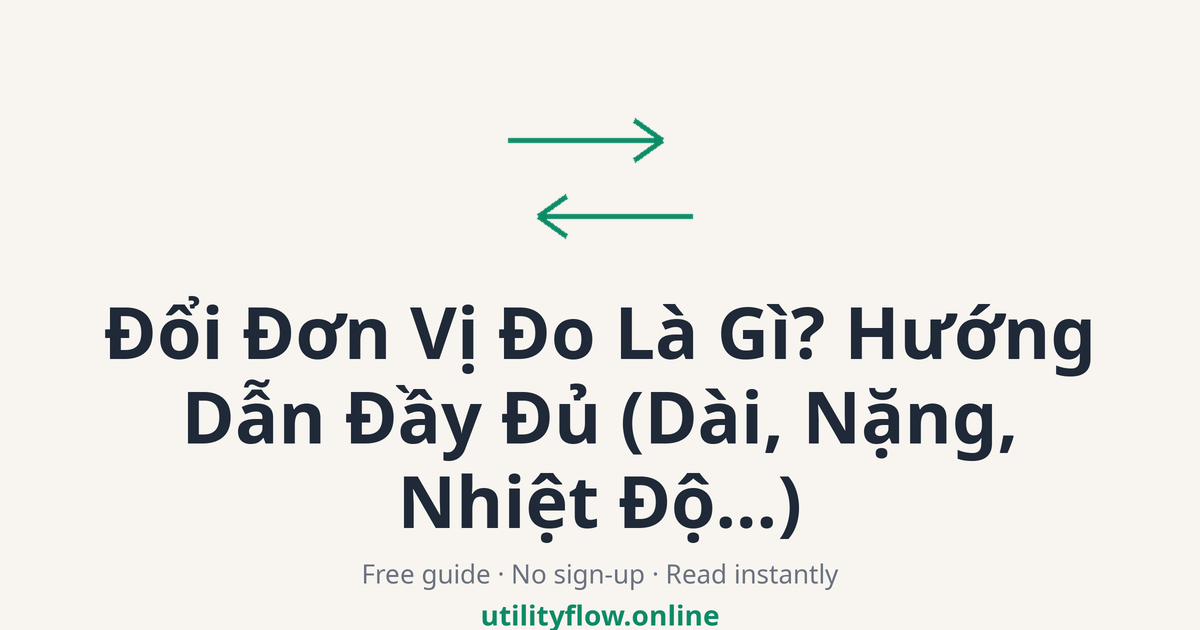 Đổi Đơn Vị Đo Là Gì? Hướng
Dẫn Đầy Đủ (Dài, Nặng,
Nhiệt Độ...)
Free guide · No sign-up · Read instantly
utilityflow.online